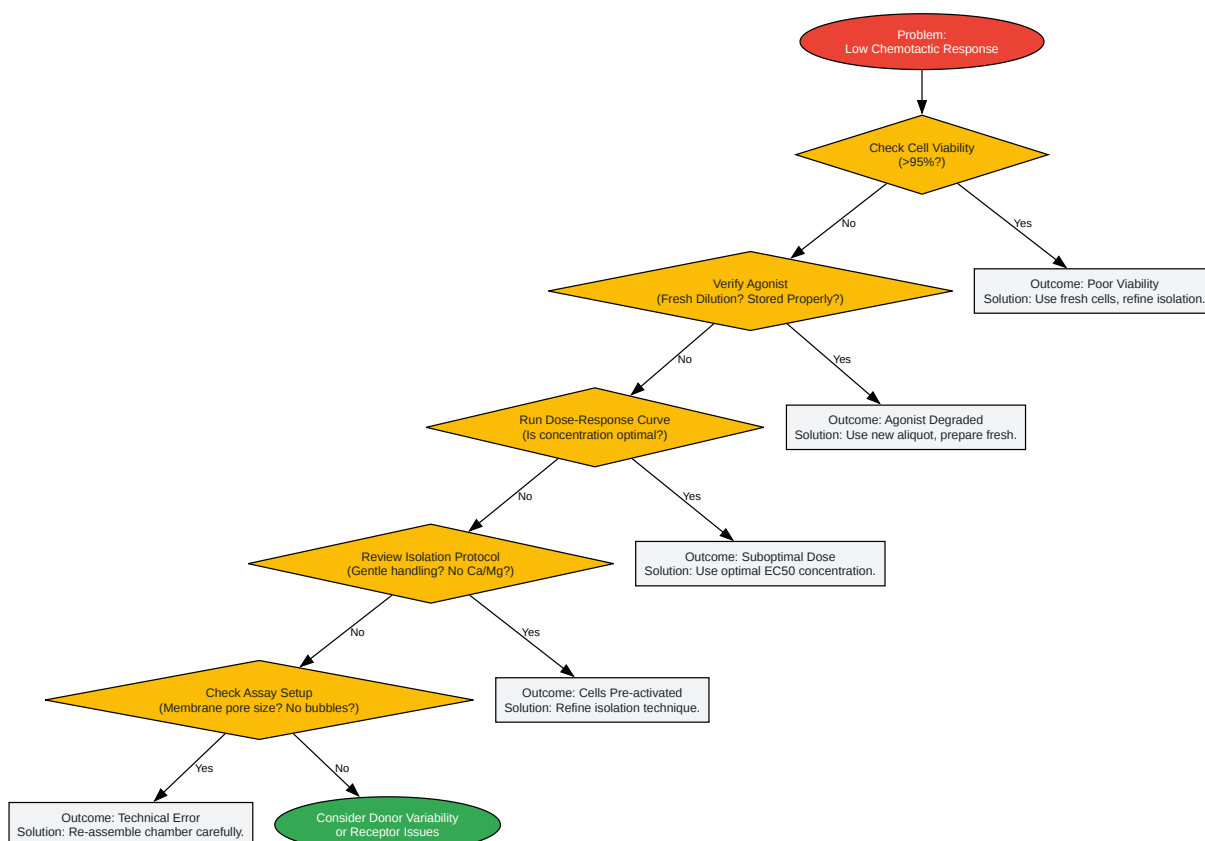 Problem:
Low Chemotactic Response
Check Cell Viability
(>95%?)
No
Yes
Verify Agonist
(Fresh Dilution? Stored Properly?)
Outcome: Poor Viability
Solution: Use fresh cells, refine isolation.
No
Yes
Run Dose-Response Curve
(Is concentration optimal?)
Outcome: Agonist Degraded
Solution: Use new aliquot, prepare fresh.
No
Yes
Review Isolation Protocol
(Gentle handling? No Ca/Mg?)
Outcome: Suboptimal Dose
Solution: Use optimal EC50 concentration.
No
Yes
Check Assay Setup
(Membrane pore size? No bubbles?)
Outcome: Cells Pre-activated
Solution: Refine isolation technique.
Yes
No
Outcome: Technical Error
Solution: Re-assemble chamber carefully.
Consider Donor Variability
or Receptor Issues